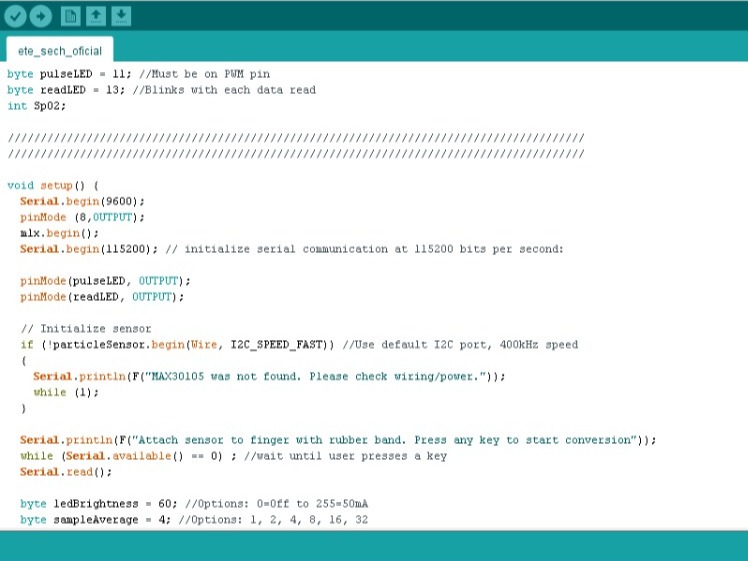 ete_sech_oficial
byte pulseLED = 11; //Must be on PWM pin
byte readLED = 13; //Blinks with each data read
int Sp02;
////////////////////////////////////////////////////////////////////////////////////////
////////////////////////////////////////////////////////////////////////////////////////
void setup() {
Serial.begin(9600);
pinMode (8,OUTPUT);
mlx.begin();
Serial.begin(115200); // initialize serial communication at 115200 bits per second:
pinMode(pulseLED, OUTPUT);
pinMode(readLED, OUTPUT);
// Initialize sensor
if (!particleSensor.begin(Wire, I2C_SPEED_FAST)) //Use default I2C port, 400kHz speed
{
Serial.println(F("MAX30105 was not found. Please check wiring/power."));
while (1);
}
Serial.println(F("Attach sensor to finger with rubber band. Press any key to start conversion"));
while (Serial.available() == 0) ; //wait until user presses a key
Serial.read();
byte ledBrightness = 60; //Options: 0=Off to 255=50mA
byte sampleAverage = 4; //Options: 1, 2, 4, 8, 16, 32